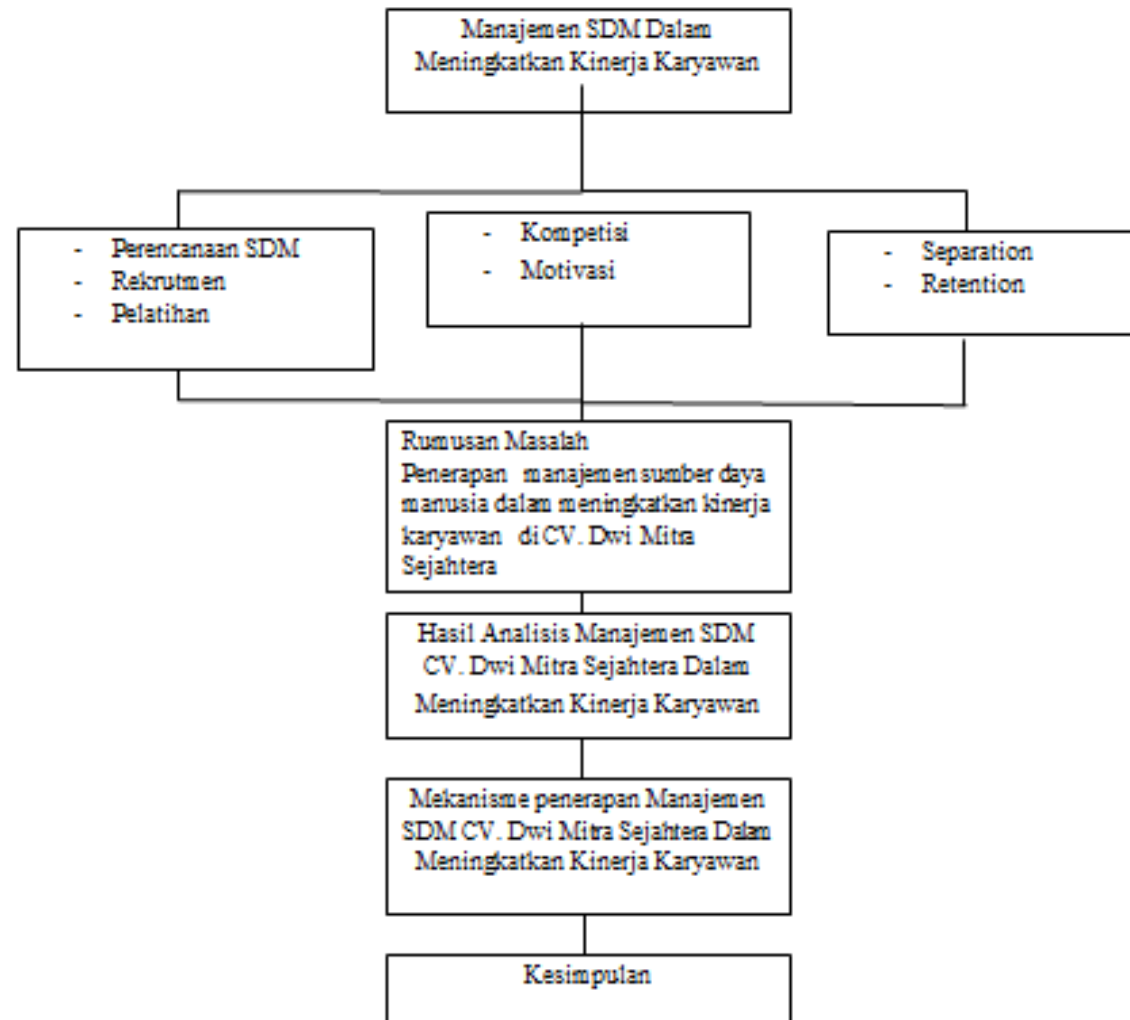 Manajemen SDM Dalam
Meningkatkan Kinerja Karyawan
- Perencanaan SDM
- Rekrutmen
- Pelatihan
- Kompetisi
- Motivasi
- Separation
- Retention
Rumusan Masalah
Penerapan manajemen sumber daya
manusia dalam meningkatkan kinerja
karyawan di CV. Dwi Mitra
Sejahtera
Hasil Analisis Manajemen SDM
CV. Dwi Mitra Sejahtera Dalam
Meningkatkan Kinerja Karyawan
Mekanisme penerapan Manajemen
SDM CV. Dwi Mitra Sejahtera Dalam
Meningkatkan Kinerja Karyawan
Kesimpulan